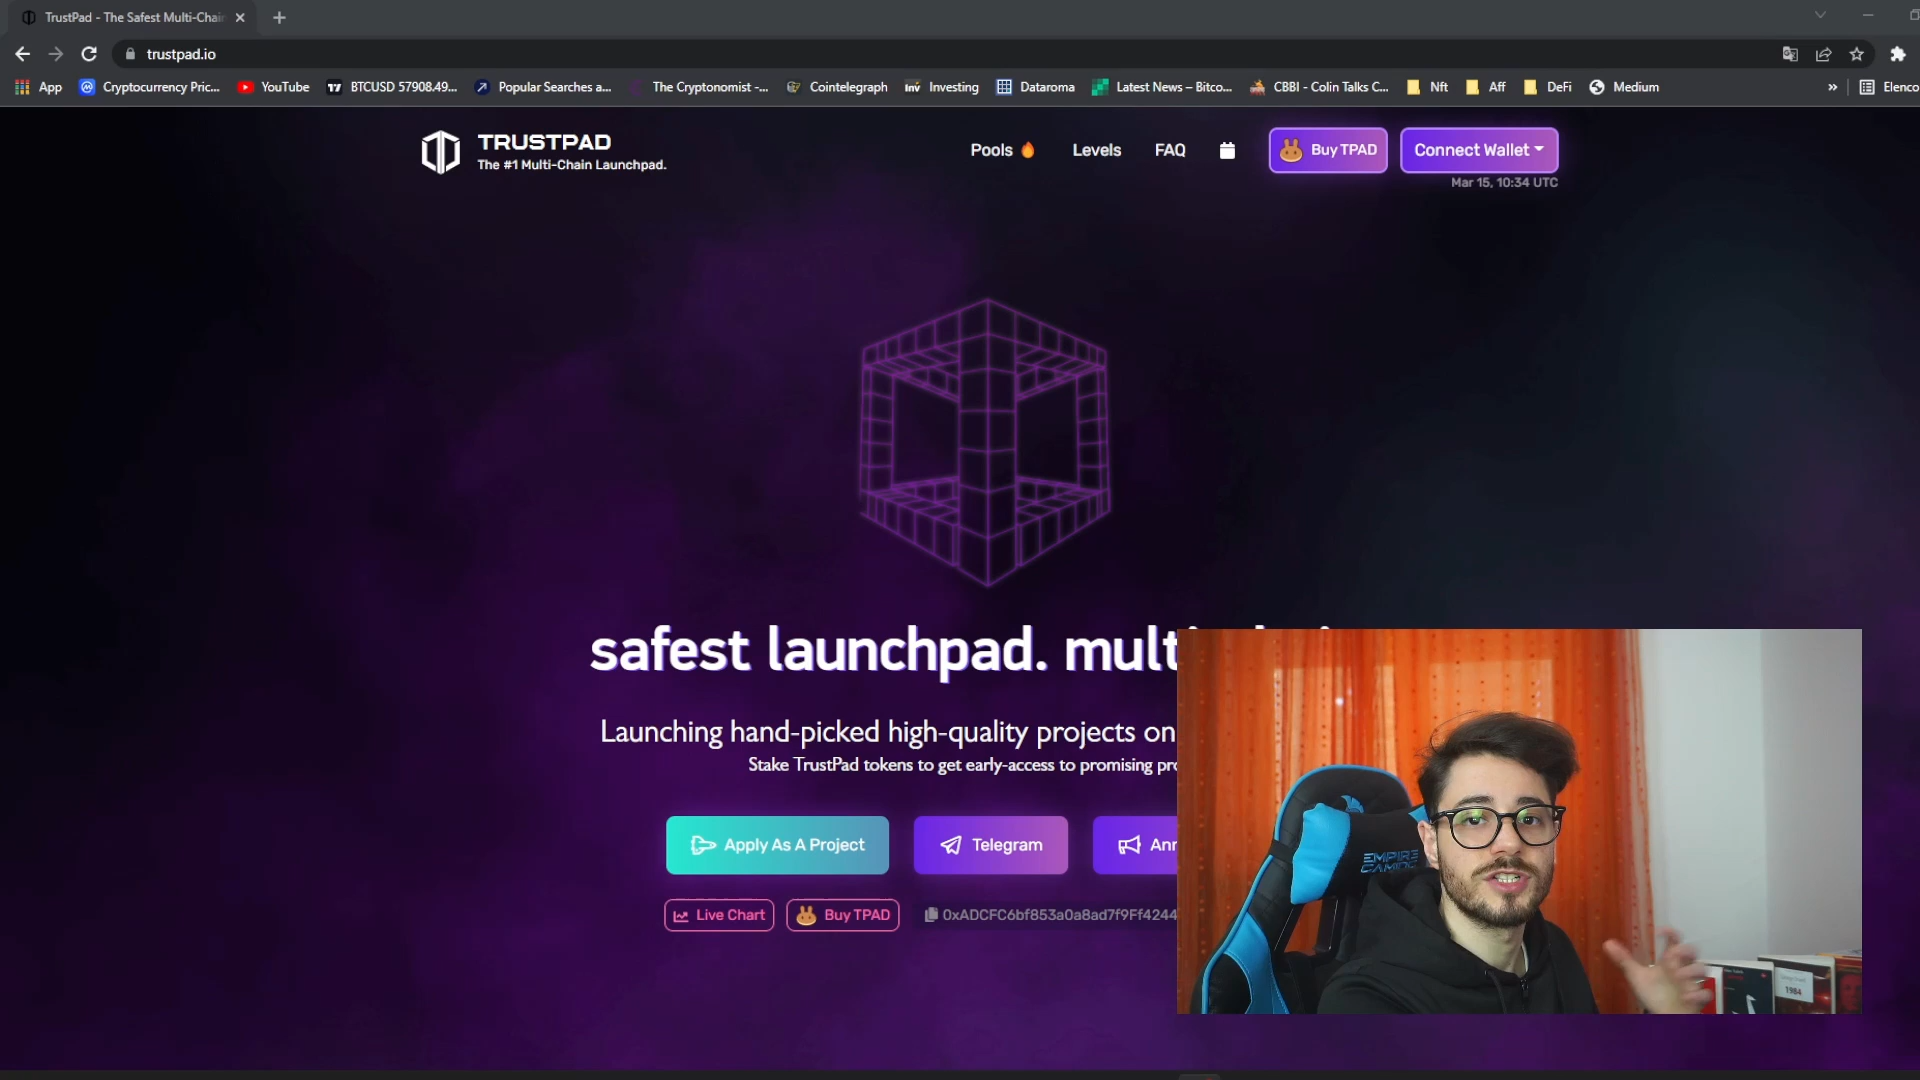 TrustPad - The Safest Multi-Chain
trustpad.io
App
Cryptocurrency Pric...
YouTube
BTCUSD 57908.49...
Popular Searches a...
The Cryptonomist -...
Cointelegraph
Investing
Dataroma
Latest News – Bitco...
CBBI - Colin Talks C...
Nft
Aff
DeFi
Medium
»
Elenco
TRUSTPAD
The #1 Multi-Chain Launchpad.
Pools
Levels
FAQ
Buy TPAD
Connect Wallet
Mar 15, 10:34 UTC
safest launchpad.
Launching hand-picked high-quality projects on
Stake TrustPad tokens to get early-access to promising
Apply As A Project
Telegram
Live Chart
Buy TPAD
0xADCFC6bf853a0a8ad7f9Ff4244
EMPIRE
1984